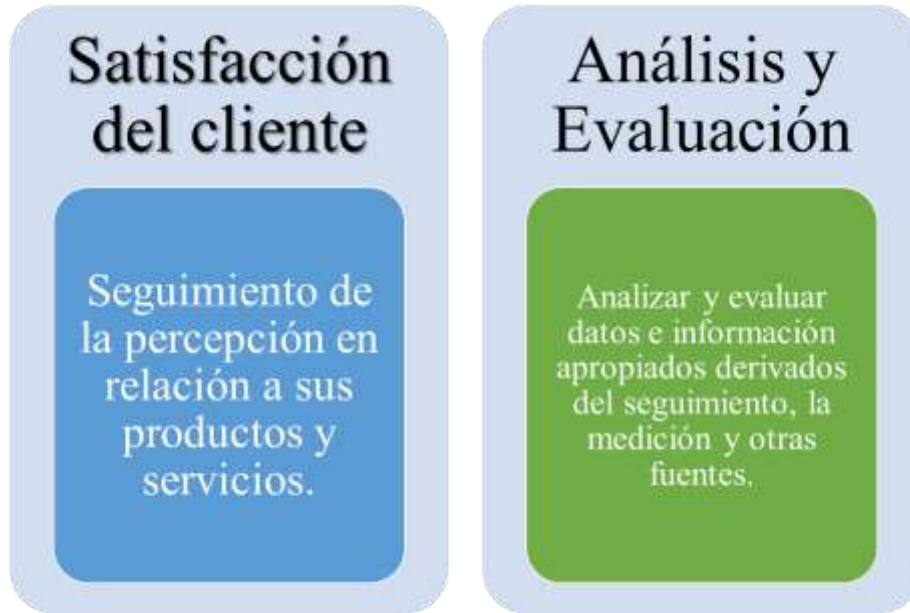 Satisfacción
del cliente
Seguimiento de
la percepción en
relación a sus
productos y
servicios.
Análisis y
Evaluación
Analizar y evaluar
datos e información
apropiados derivados
del seguimiento, la
medición y otras
fuentes.